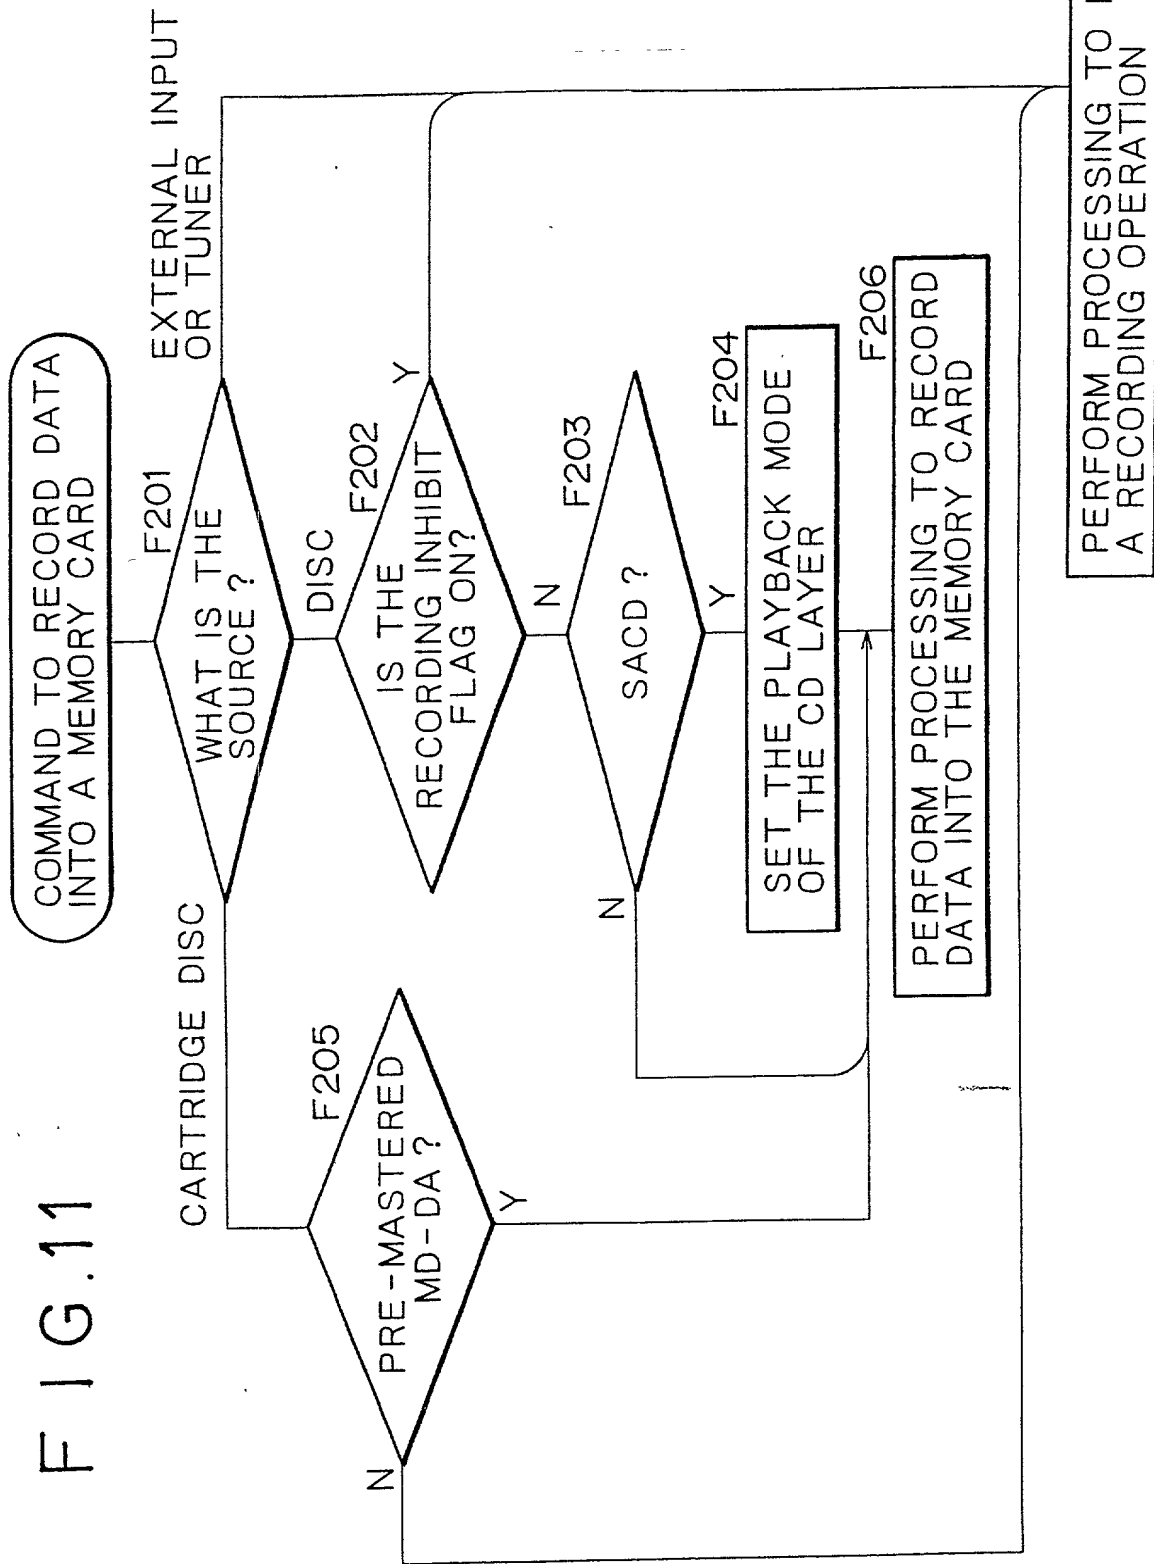 FIG.11
COMMAND TO RECORD DATA
INTO A MEMORY CARD
F201
WHAT IS THE
SOURCE?
CARTRIDGE DISC
DISC
EXTERNAL INPUT
OR TUNER
F202
IS THE
RECORDING INHIBIT
FLAG ON?
Y
N
F203
SACD?
N
Y
F204
SET THE PLAYBACK MODE
OF THE CD LAYER
F205
PRE-MASTERED
MD-DA?
N
Y
F206
PERFORM PROCESSING TO RECORD
DATA INTO THE MEMORY CARD
PERFORM PROCESSING TO
A RECORDING OPERATION